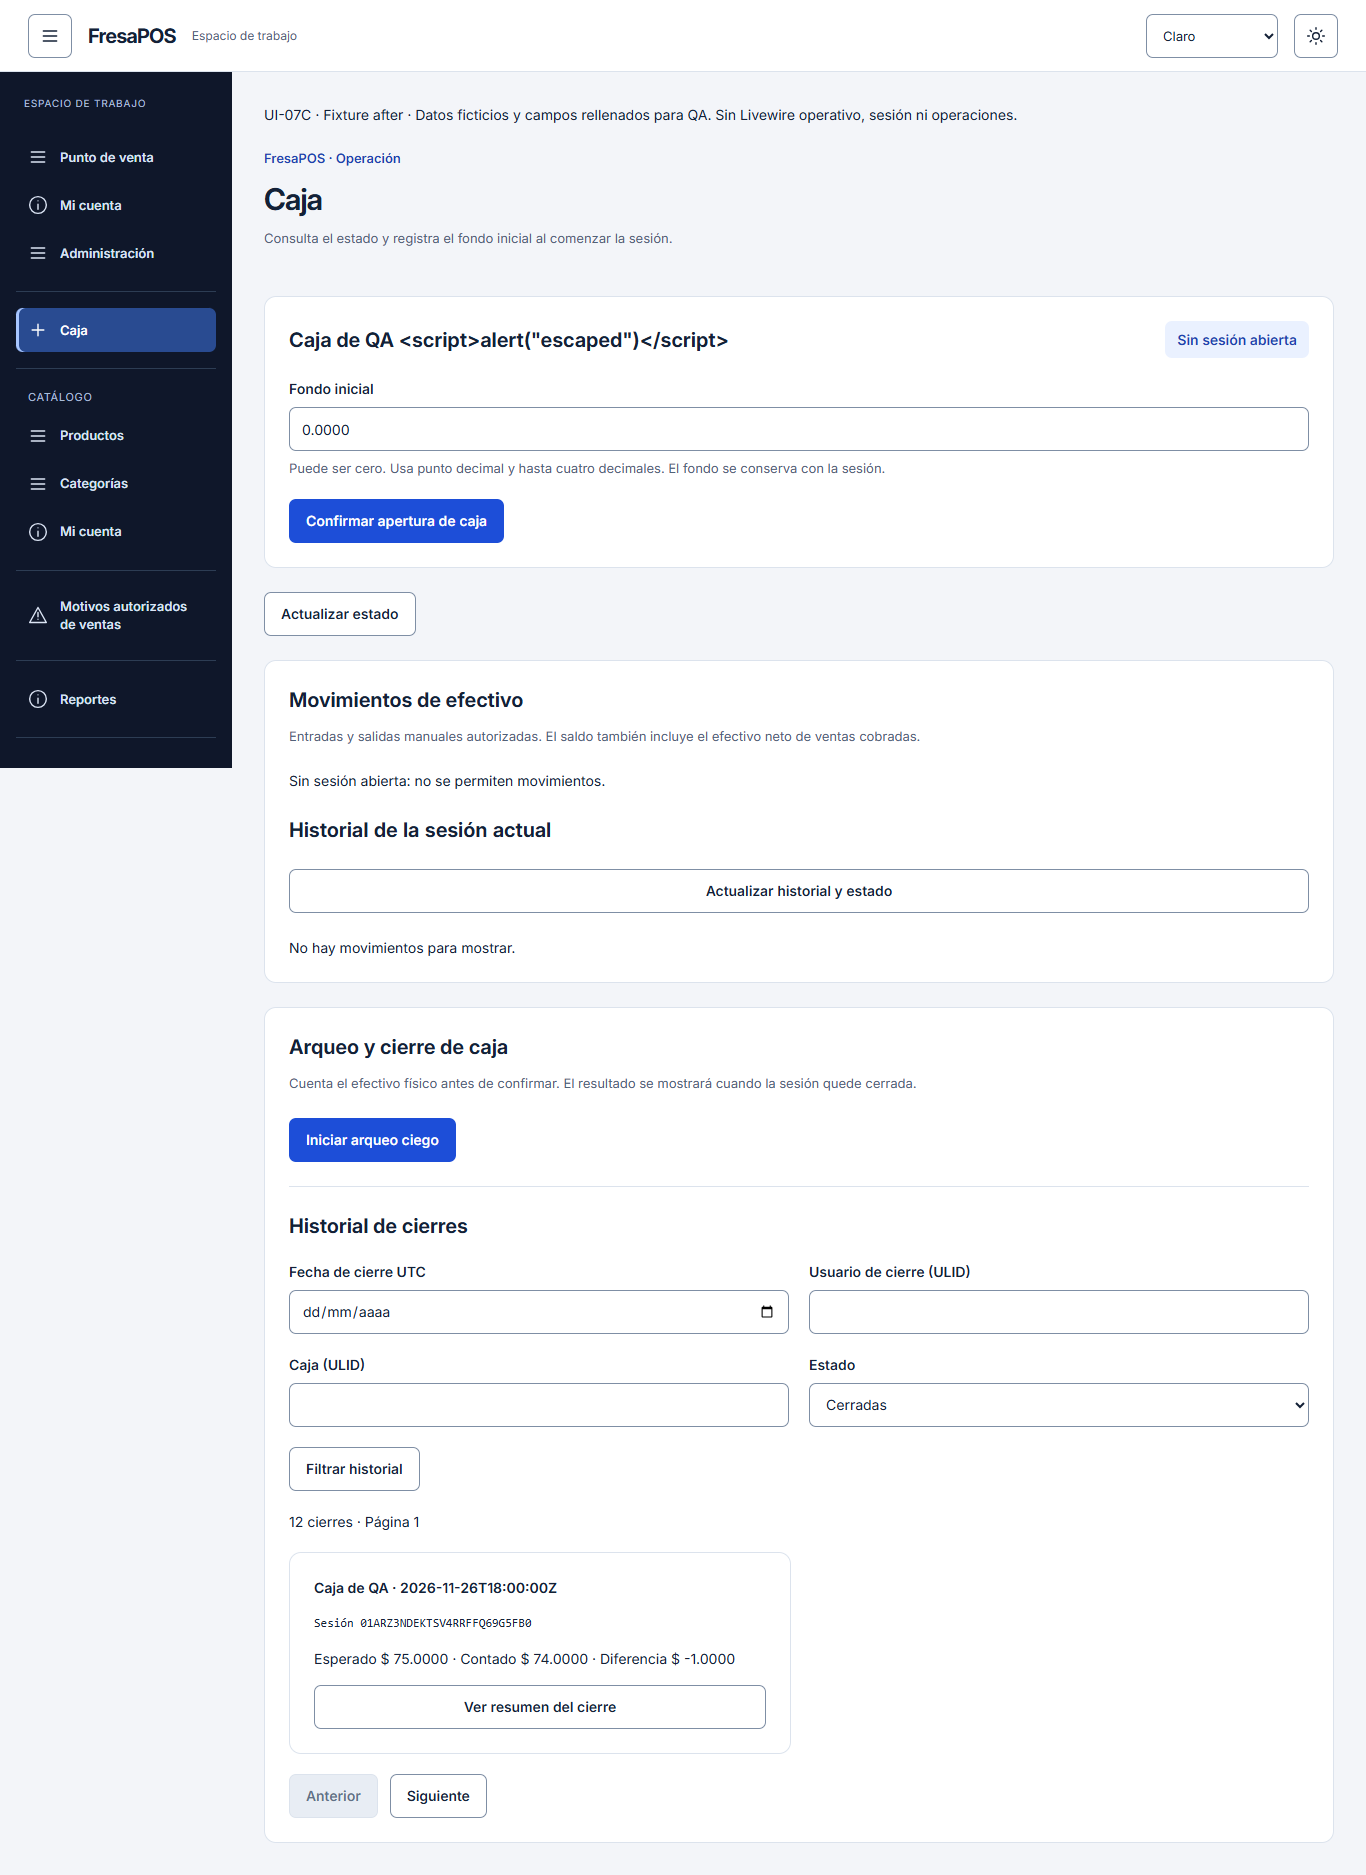 FresaPOS
Espacio de trabajo
Claro
ESPACIO DE TRABAJO
Punto de venta
Mi cuenta
Administración
Caja
CATÁLOGO
Productos
Categorías
Mi cuenta
Motivos autorizados
de ventas
Reportes
UI-07C · Fixture after · Datos ficticios y campos rellenados para QA. Sin Livewire operativo, sesión ni operaciones.
FresaPOS · Operación
Caja
Consulta el estado y registra el fondo inicial al comenzar la sesión.
Caja de QA <script>alert("escaped")</script>
Sin sesión abierta
Fondo inicial
0.0000
Puede ser cero. Usa punto decimal y hasta cuatro decimales. El fondo se conserva con la sesión.
Confirmar apertura de caja
Actualizar estado
Movimientos de efectivo
Entradas y salidas manuales autorizadas. El saldo también incluye el efectivo neto de ventas cobradas.
Sin sesión abierta: no se permiten movimientos.
Historial de la sesión actual
Actualizar historial y estado
No hay movimientos para mostrar.
Arqueo y cierre de caja
Cuenta el efectivo físico antes de confirmar. El resultado se mostrará cuando la sesión quede cerrada.
Iniciar arqueo ciego
Historial de cierres
Fecha de cierre UTC
Usuario de cierre (ULID)
dd/mm/aaaa
Caja (ULID)
Estado
Cerradas
Filtrar historial
12 cierres · Página 1
Caja de QA · 2026-11-26T18:00:00Z
Sesión 01ARZ3NDEKTSV4RRFFQ69G5FB0
Esperado $ 75.0000 · Contado $ 74.0000 · Diferencia $ -1.0000
Ver resumen del cierre
Anterior
Siguiente